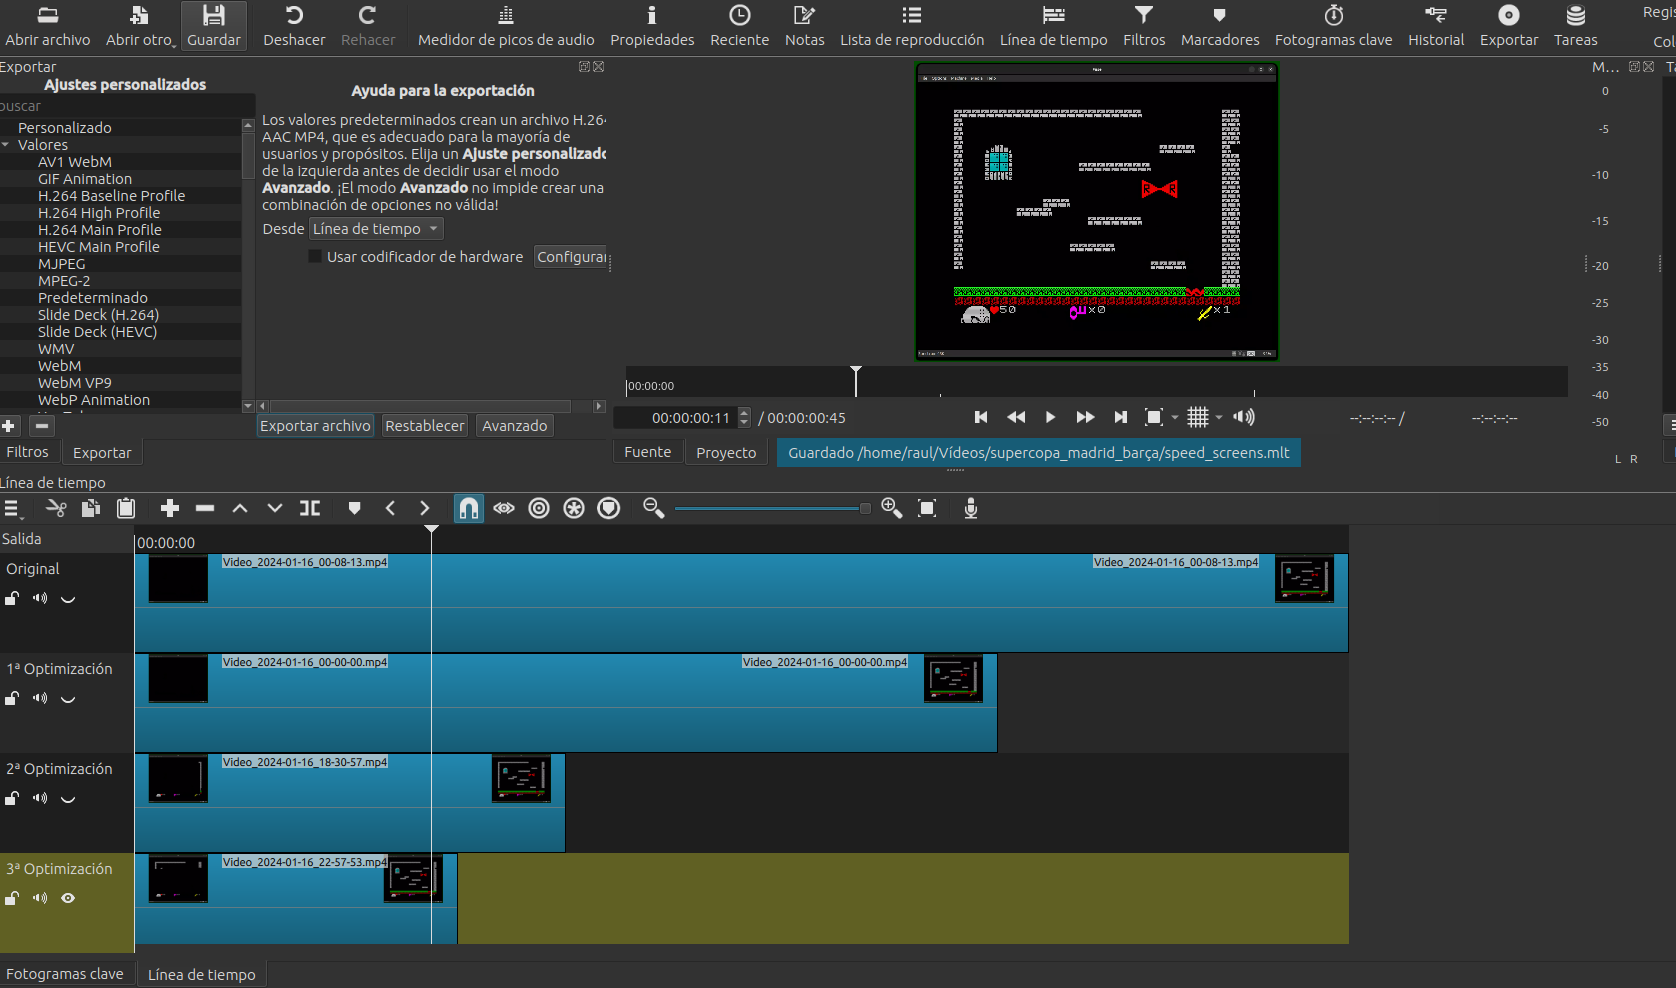 Abrir archivo
Abrir otro
Guardar
Deshacer
Rehacer
Medidor de picos de audio
Propiedades
Reciente
Notas
Lista de reproducción
Línea de tiempo
Filtros
Marcadores
Fotogramas clave
Historial
Exportar
Tareas
Regis
Col
Exportar
Ajustes personalizados
buscar
Personalizado
Valores
AV1 WebM
GIF Animation
H.264 Baseline Profile
H.264 High Profile
H.264 Main Profile
HEVC Main Profile
MJPEG
MPEG-2
Predeterminado
Slide Deck (H.264)
Slide Deck (HEVC)
WMV
WebM
WebM VP9
WebP Animation
Ayuda para la exportación
Los valores predeterminados crean un archivo H.264
AAC MP4, que es adecuado para la mayoría de
usuarios y propósitos. Elija un Ajuste personalizado
de la izquierda antes de decidir usar el modo
Avanzado. ¡El modo Avanzado no impide crear una
combinación de opciones no válida!
Desde Línea de tiempo
Usar codificador de hardware
Configurar
Exportar archivo
Restablecer
Avanzado
Filtros
Exportar
R R
50
x0
x1
00:00:00
00:00:00:11
/ 00:00:00:45
--:--:--:-- /
--:--:--:--
Fuente
Proyecto
Guardado /home/raul/Vídeos/supercopa_madrid_barça/speed_screens.mlt
M...
Ta
0
-5
-10
-15
-20
-25
-30
-35
-40
-50
L R
Línea de tiempo
Salida
00:00:00
Original
Video_2024-01-16_00-08-13.mp4
Video_2024-01-16_00-08-13.mp4
1ª Optimización
Video_2024-01-16_00-00-00.mp4
Video_2024-01-16_00-00-00.mp4
2ª Optimización
Video_2024-01-16_18-30-57.mp4
3ª Optimización
Video_2024-01-16_22-57-53.mp4
Fotogramas clave
Línea de tiempo